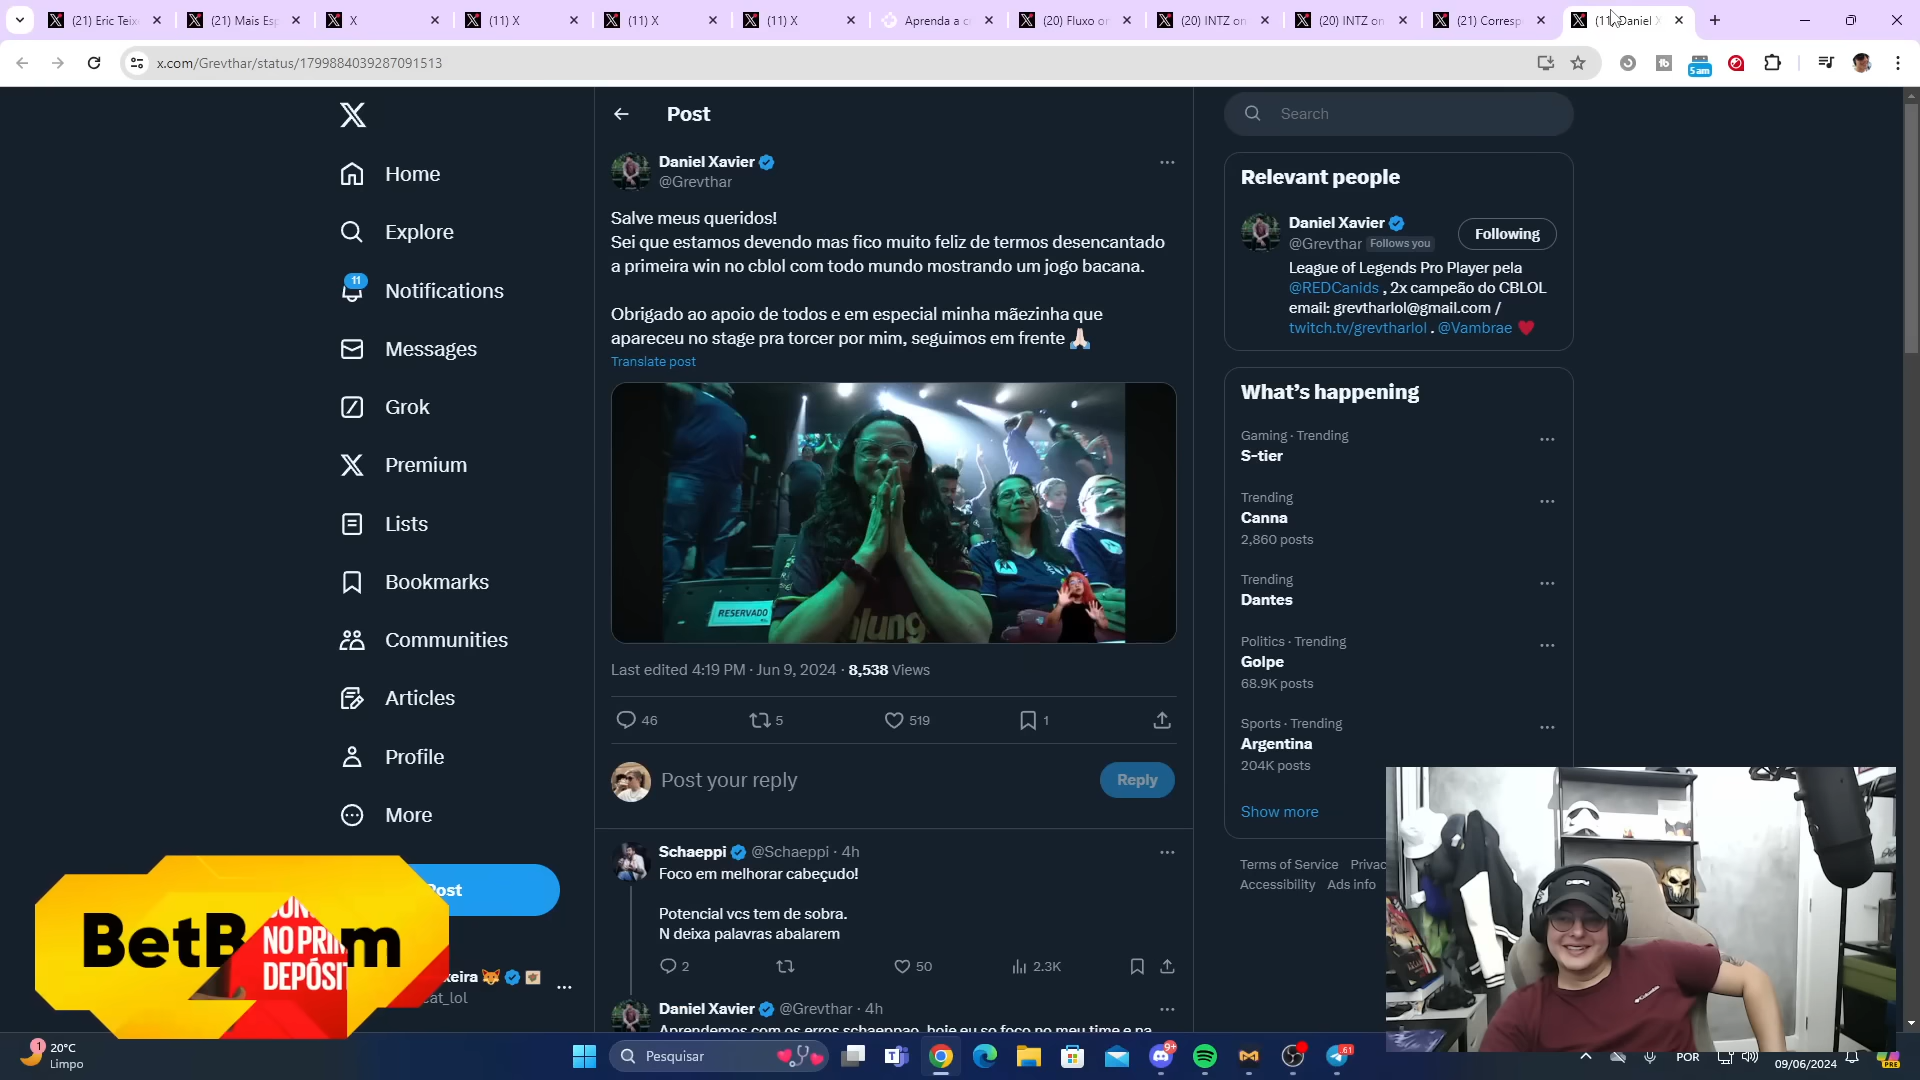 (21) Eric Teix
(21) Mais Esp
X
(11) X
(11) X
(11) X
Aprenda a c
(20) Fluxo on
(20) INTZ on
(20) INTZ on
(21) Corresp
Daniel X
x.com/Grevthar/status/1799884039287091513
5am
Home
Explore
11
Notifications
Messages
Grok
Premium
Lists
Bookmarks
Communities
Articles
Profile
More
Post
Post
Daniel Xavier
@Grevthar
Salve meus queridos!
Sei que estamos devendo mas fico muito feliz de termos desencantado
a primeira win no cblol com todo mundo mostrando um jogo bacana.
Obrigado ao apoio de todos e em especial minha mãezinha que
apareceu no stage pra torcer por mim, seguimos em frente 🙏🏻
Translate post
RESERVADO
Last edited 4:19 PM · Jun 9, 2024 · 8,538 Views
46
5
519
1
Post your reply
Reply
Schaeppi @Schaeppi · 4h
Foco em melhorar cabeçudo!
Potencial vcs tem de sobra.
N deixa palavras abalarem
2
50
2.3K
Daniel Xavier @Grevthar · 4h
Aprendemos com os erros schaeppao, hoje eu so foco no meu time e na
Search
Relevant people
Daniel Xavier
@Grevthar Follows you
Following
League of Legends Pro Player pela
@REDCanids , 2x campeão do CBLOL
email: grevtharlol@gmail.com /
twitch.tv/grevtharlol . @Vambrae ♥
What's happening
Gaming · Trending
S-tier
Trending
Canna
2,860 posts
Trending
Dantes
Politics · Trending
Golpe
68.9K posts
Sports · Trending
Argentina
204K posts
Show more
Terms of Service Privac
Accessibility Ads info
NO PRIM
DEPÓSIT
1
20°C
Limpo
Pesquisar
9+
61
POR
09/06/2024
PRE